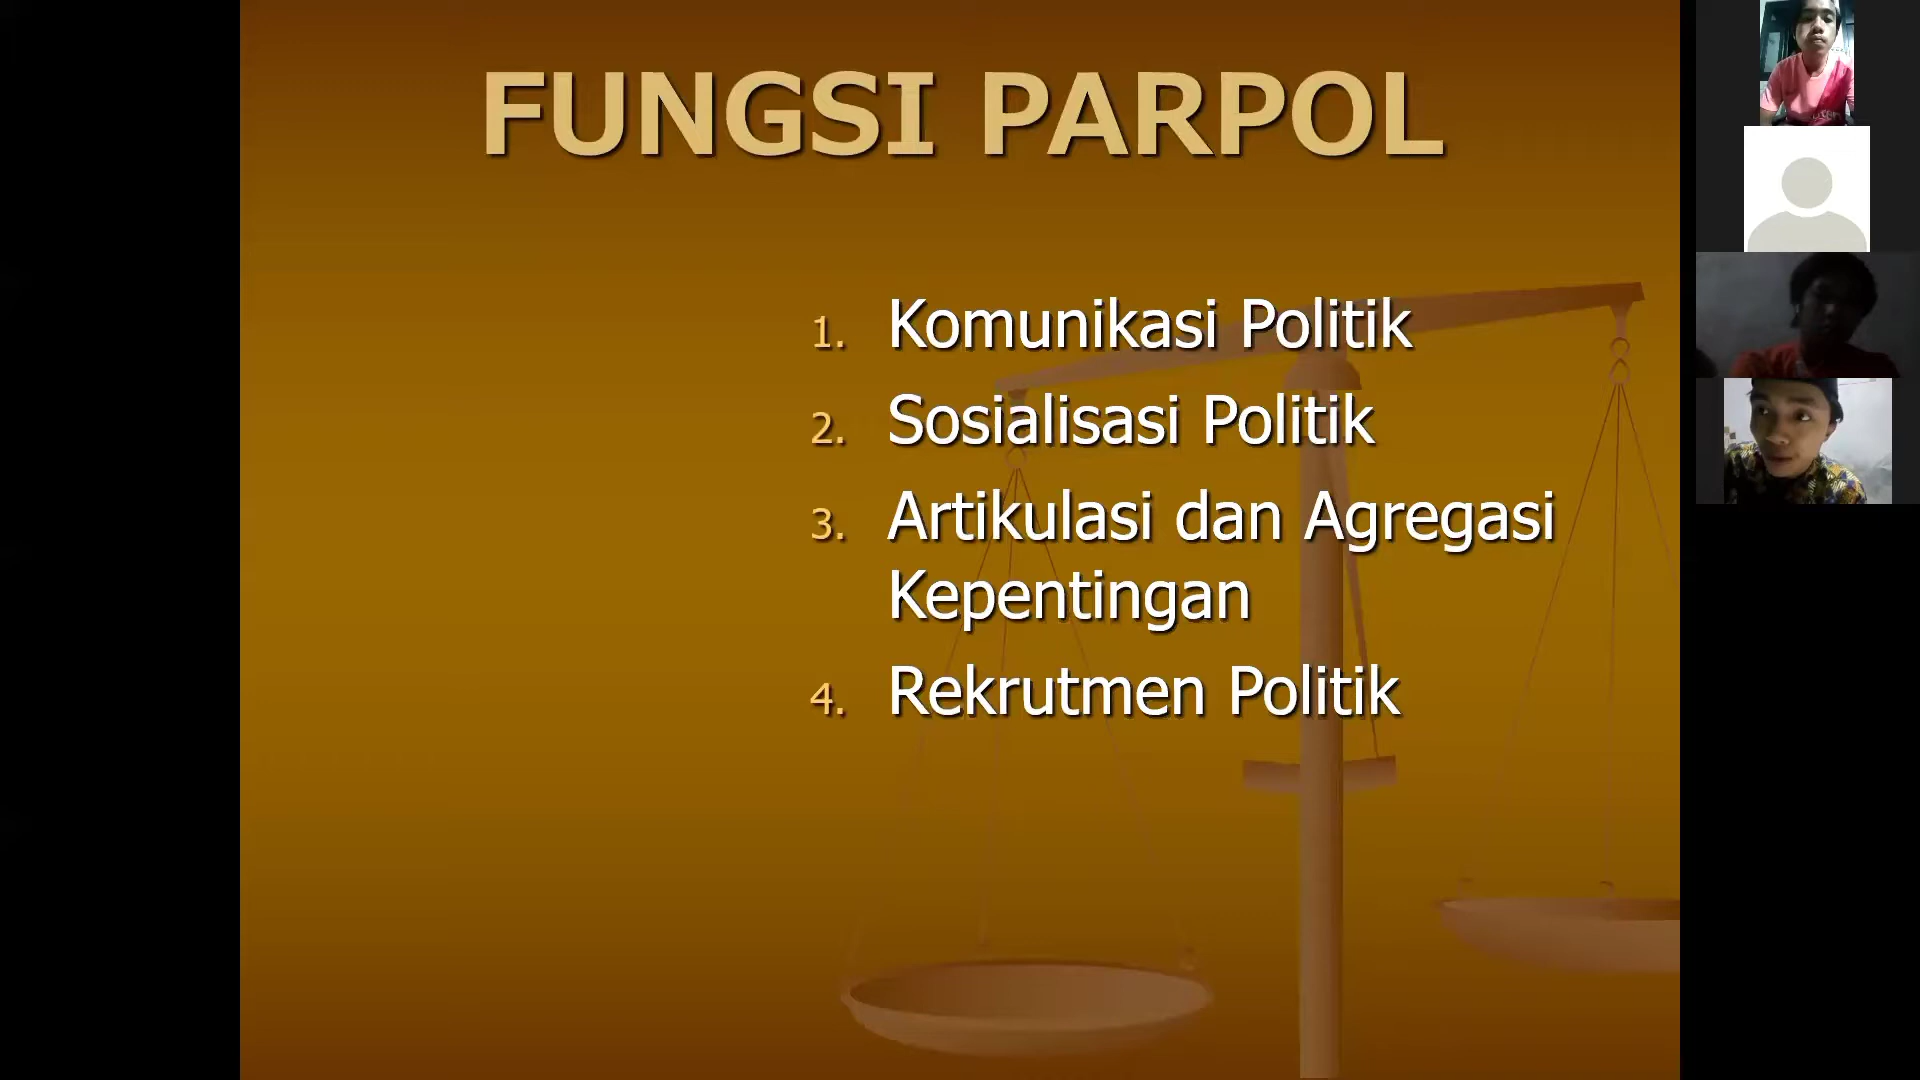 FUNGSI PARPOL
1. Komunikasi Politik
2. Sosialisasi Politik
3. Artikulasi dan Agregasi
Kepentingan
4. Rekrutmen Politik